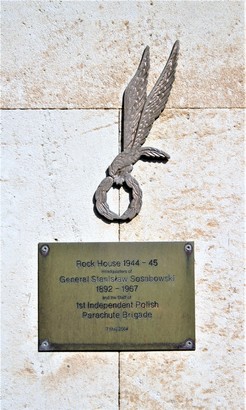 Rock House 1944 - 45
Headquarters of
General Stanisław Sosabowski
1892 - 1967
and the Staff of
1st Independent Polish
Parachute Brigade